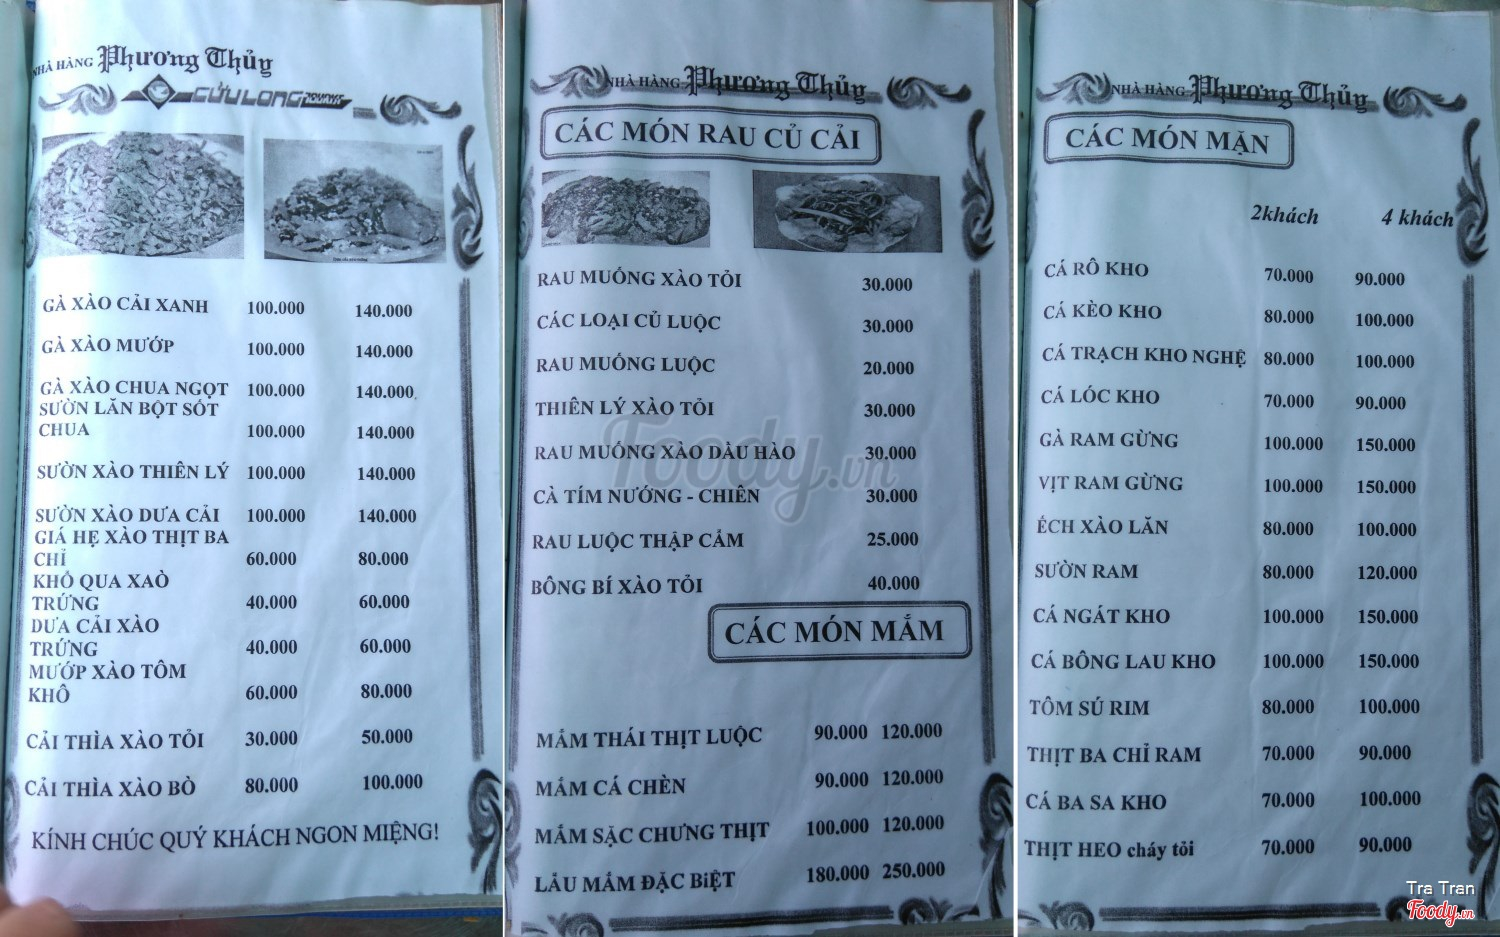 NHÀ HÀNG Phương Thủy
CỬU LONG TOURIST
GÀ XÀO CẢI XANH 100.000 140.000
GÀ XÀO MƯỚP 100.000 140.000
GÀ XÀO CHUA NGỌT 100.000 140.000
SƯỜN LĂN BỘT SỐT
CHUA 100.000 140.000
SƯỜN XÀO THIÊN LÝ 100.000 140.000
SƯỜN XÀO DƯA CẢI 100.000 140.000
GIÁ HẸ XÀO THỊT BA
CHỈ 60.000 80.000
KHỔ QUA XAÒ
TRỨNG 40.000 60.000
DƯA CẢI XÀO
TRỨNG 40.000 60.000
MƯỚP XÀO TÔM
KHÔ 60.000 80.000
CẢI THÌA XÀO TỎI 30.000 50.000
CẢI THÌA XÀO BÒ 80.000 100.000
KÍNH CHÚC QUÝ KHÁCH NGON MIỆNG!
NHÀ HÀNG Phương Thủy
CÁC MÓN RAU CỦ CẢI
RAU MUỐNG XÀO TỎI 30.000
CÁC LOẠI CỦ LUỘC 30.000
RAU MUỐNG LUỘC 20.000
THIÊN LÝ XÀO TỎI 30.000
RAU MUỐNG XÀO DẦU HÀO 30.000
CÀ TÍM NƯỚNG - CHIÊN 30.000
RAU LUỘC THẬP CẨM 25.000
BÔNG BÍ XÀO TỎI 40.000
CÁC MÓN MẮM
MẮM THÁI THỊT LUỘC 90.000 120.000
MẮM CÁ CHÈN 90.000 120.000
MẮM SẶC CHƯNG THỊT 100.000 120.000
LẨU MẮM ĐẶC BiỆT 180.000 250.000
Foody.vn
NHÀ HÀNG Phương Thủy
CÁC MÓN MẶN
2khách 4 khách
CÁ RÔ KHO 70.000 90.000
CÁ KÈO KHO 80.000 100.000
CÁ TRẠCH KHO NGHỆ 80.000 100.000
CÁ LÓC KHO 70.000 90.000
GÀ RAM GỪNG 100.000 150.000
VỊT RAM GỪNG 100.000 150.000
ẾCH XÀO LĂN 80.000 100.000
SƯỜN RAM 80.000 120.000
CÁ NGÁT KHO 100.000 150.000
CÁ BÔNG LAU KHO 100.000 150.000
TÔM SÚ RIM 80.000 100.000
THỊT BA CHỈ RAM 70.000 90.000
CÁ BA SA KHO 70.000 100.000
THỊT HEO cháy tỏi 70.000 90.000
Tra Tran
Foody.vn